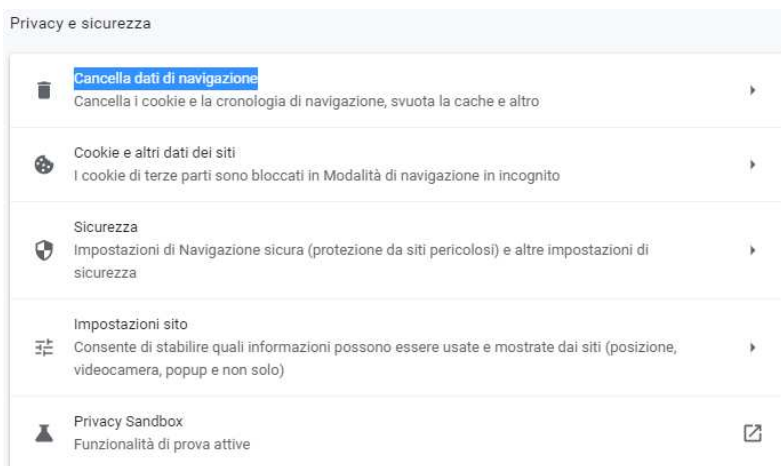 Privacy e sicurezza
Cancella dati di navigazione
Cancella i cookie e la cronologia di navigazione, svuota la cache e altro
Cookie e altri dati dei siti
I cookie di terze parti sono bloccati in Modalità di navigazione in incognito
Sicurezza
Impostazioni di Navigazione sicura (protezione da siti pericolosi) e altre impostazioni di
sicurezza
Impostazioni sito
Consente di stabilire quali informazioni possono essere usate e mostrate dai siti (posizione,
videocamera, popup e non solo)
Privacy Sandbox
Funzionalità di prova attive